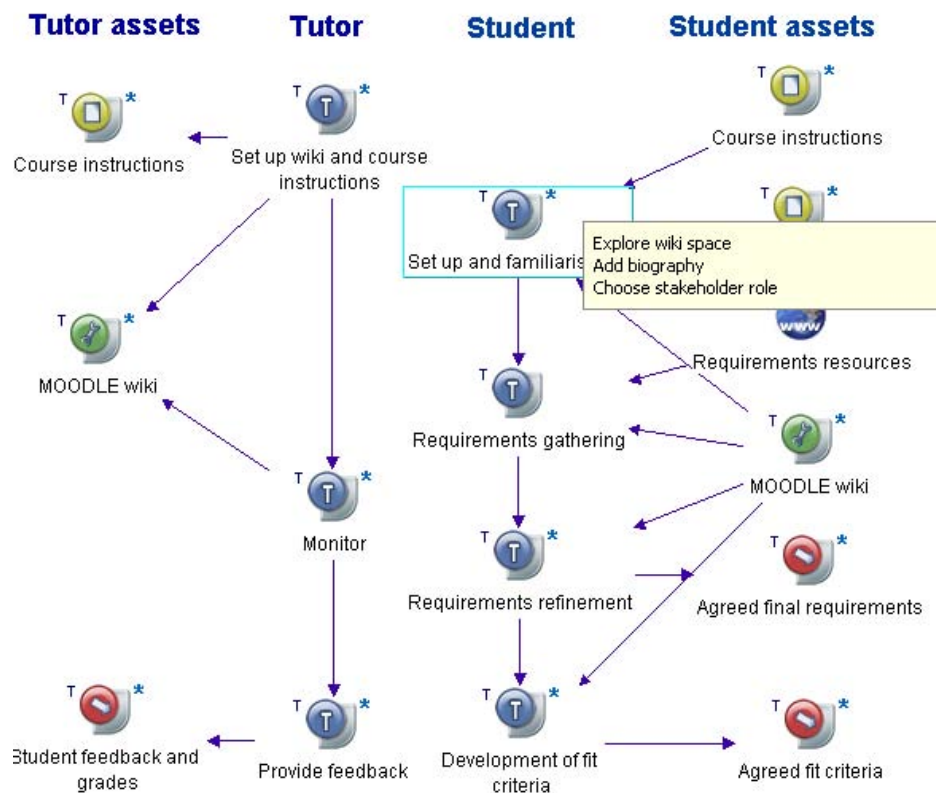 Tutor assets
Tutor
Student
Student assets
T *
Course instructions
T *
Set up wiki and course
instructions
T *
Course instructions
T *
Set up and familiaris
T *
Explore wiki space
Add biography
Choose stakeholder role
www
Requirements resources
T *
MOODLE wiki
T *
Requirements gathering
T *
MOODLE wiki
T *
Monitor
T *
Requirements refinement
T *
Agreed final requirements
T *
Student feedback and
grades
T *
Provide feedback
T *
Development of fit
criteria
T *
Agreed fit criteria